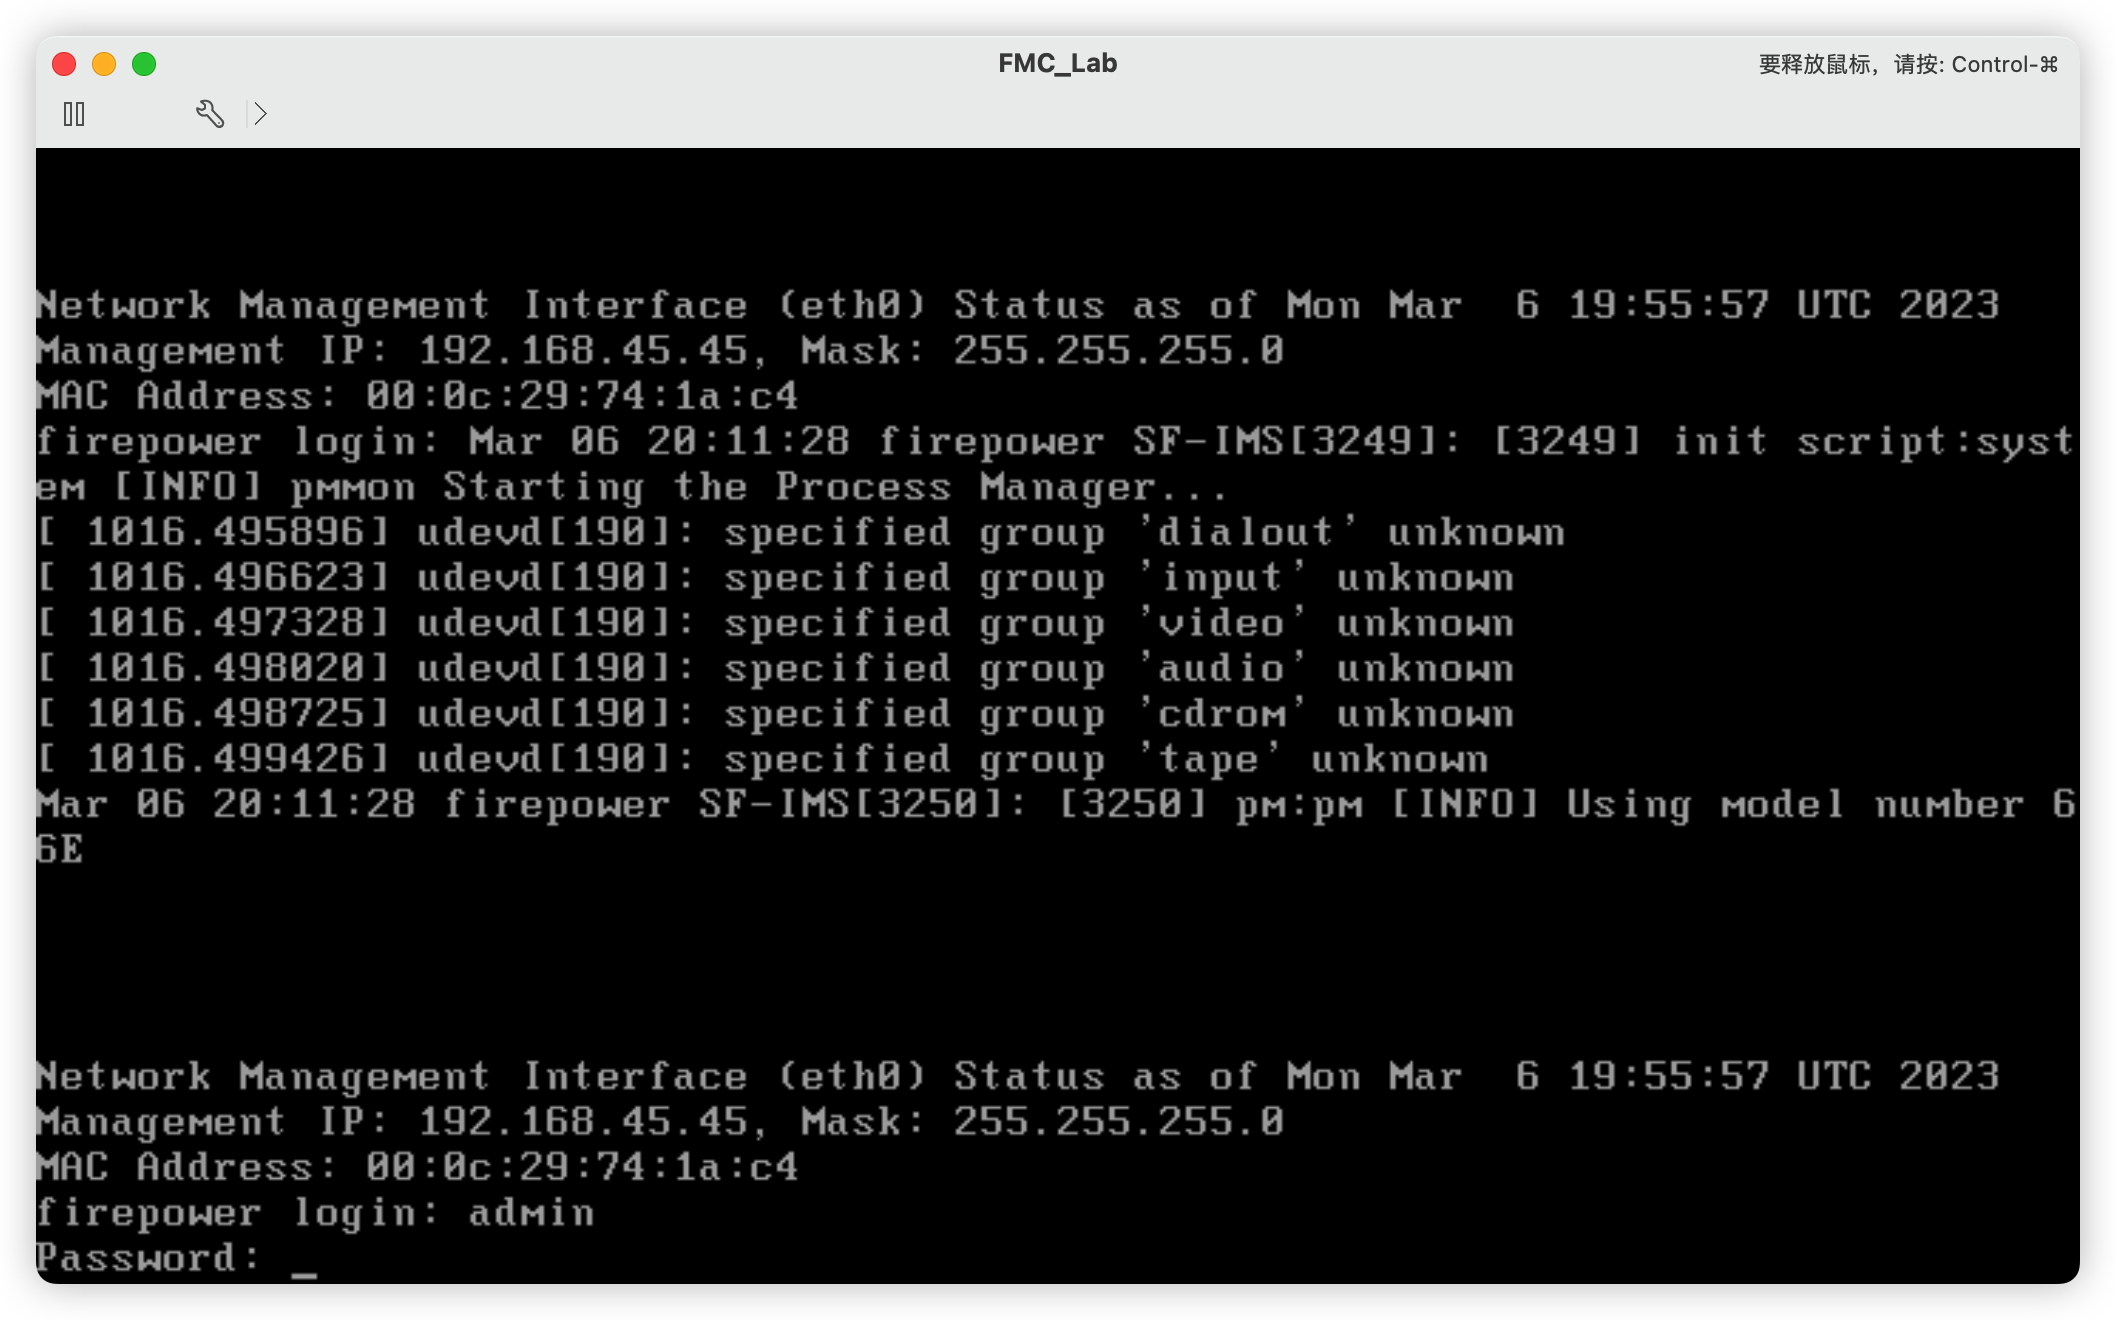 FMC_Lab
要释放鼠标，请按: Control-⌘
Network Management Interface (eth0) Status as of Mon Mar  6 19:55:57 UTC 2023
Management IP: 192.168.45.45, Mask: 255.255.255.0
MAC Address: 00:0c:29:74:1a:c4
firepower login: Mar 06 20:11:28 firepower SF-IMS[3249]: [3249] init script:syst
em [INFO] pmmon Starting the Process Manager...
[ 1016.495896] udevd[190]: specified group 'dialout' unknown
[ 1016.496623] udevd[190]: specified group 'input' unknown
[ 1016.497328] udevd[190]: specified group 'video' unknown
[ 1016.498020] udevd[190]: specified group 'audio' unknown
[ 1016.498725] udevd[190]: specified group 'cdrom' unknown
[ 1016.499426] udevd[190]: specified group 'tape' unknown
Mar 06 20:11:28 firepower SF-IMS[3250]: [3250] pm:pm [INFO] Using model number 6
6E
Network Management Interface (eth0) Status as of Mon Mar  6 19:55:57 UTC 2023
Management IP: 192.168.45.45, Mask: 255.255.255.0
MAC Address: 00:0c:29:74:1a:c4
firepower login: admin
Password: _